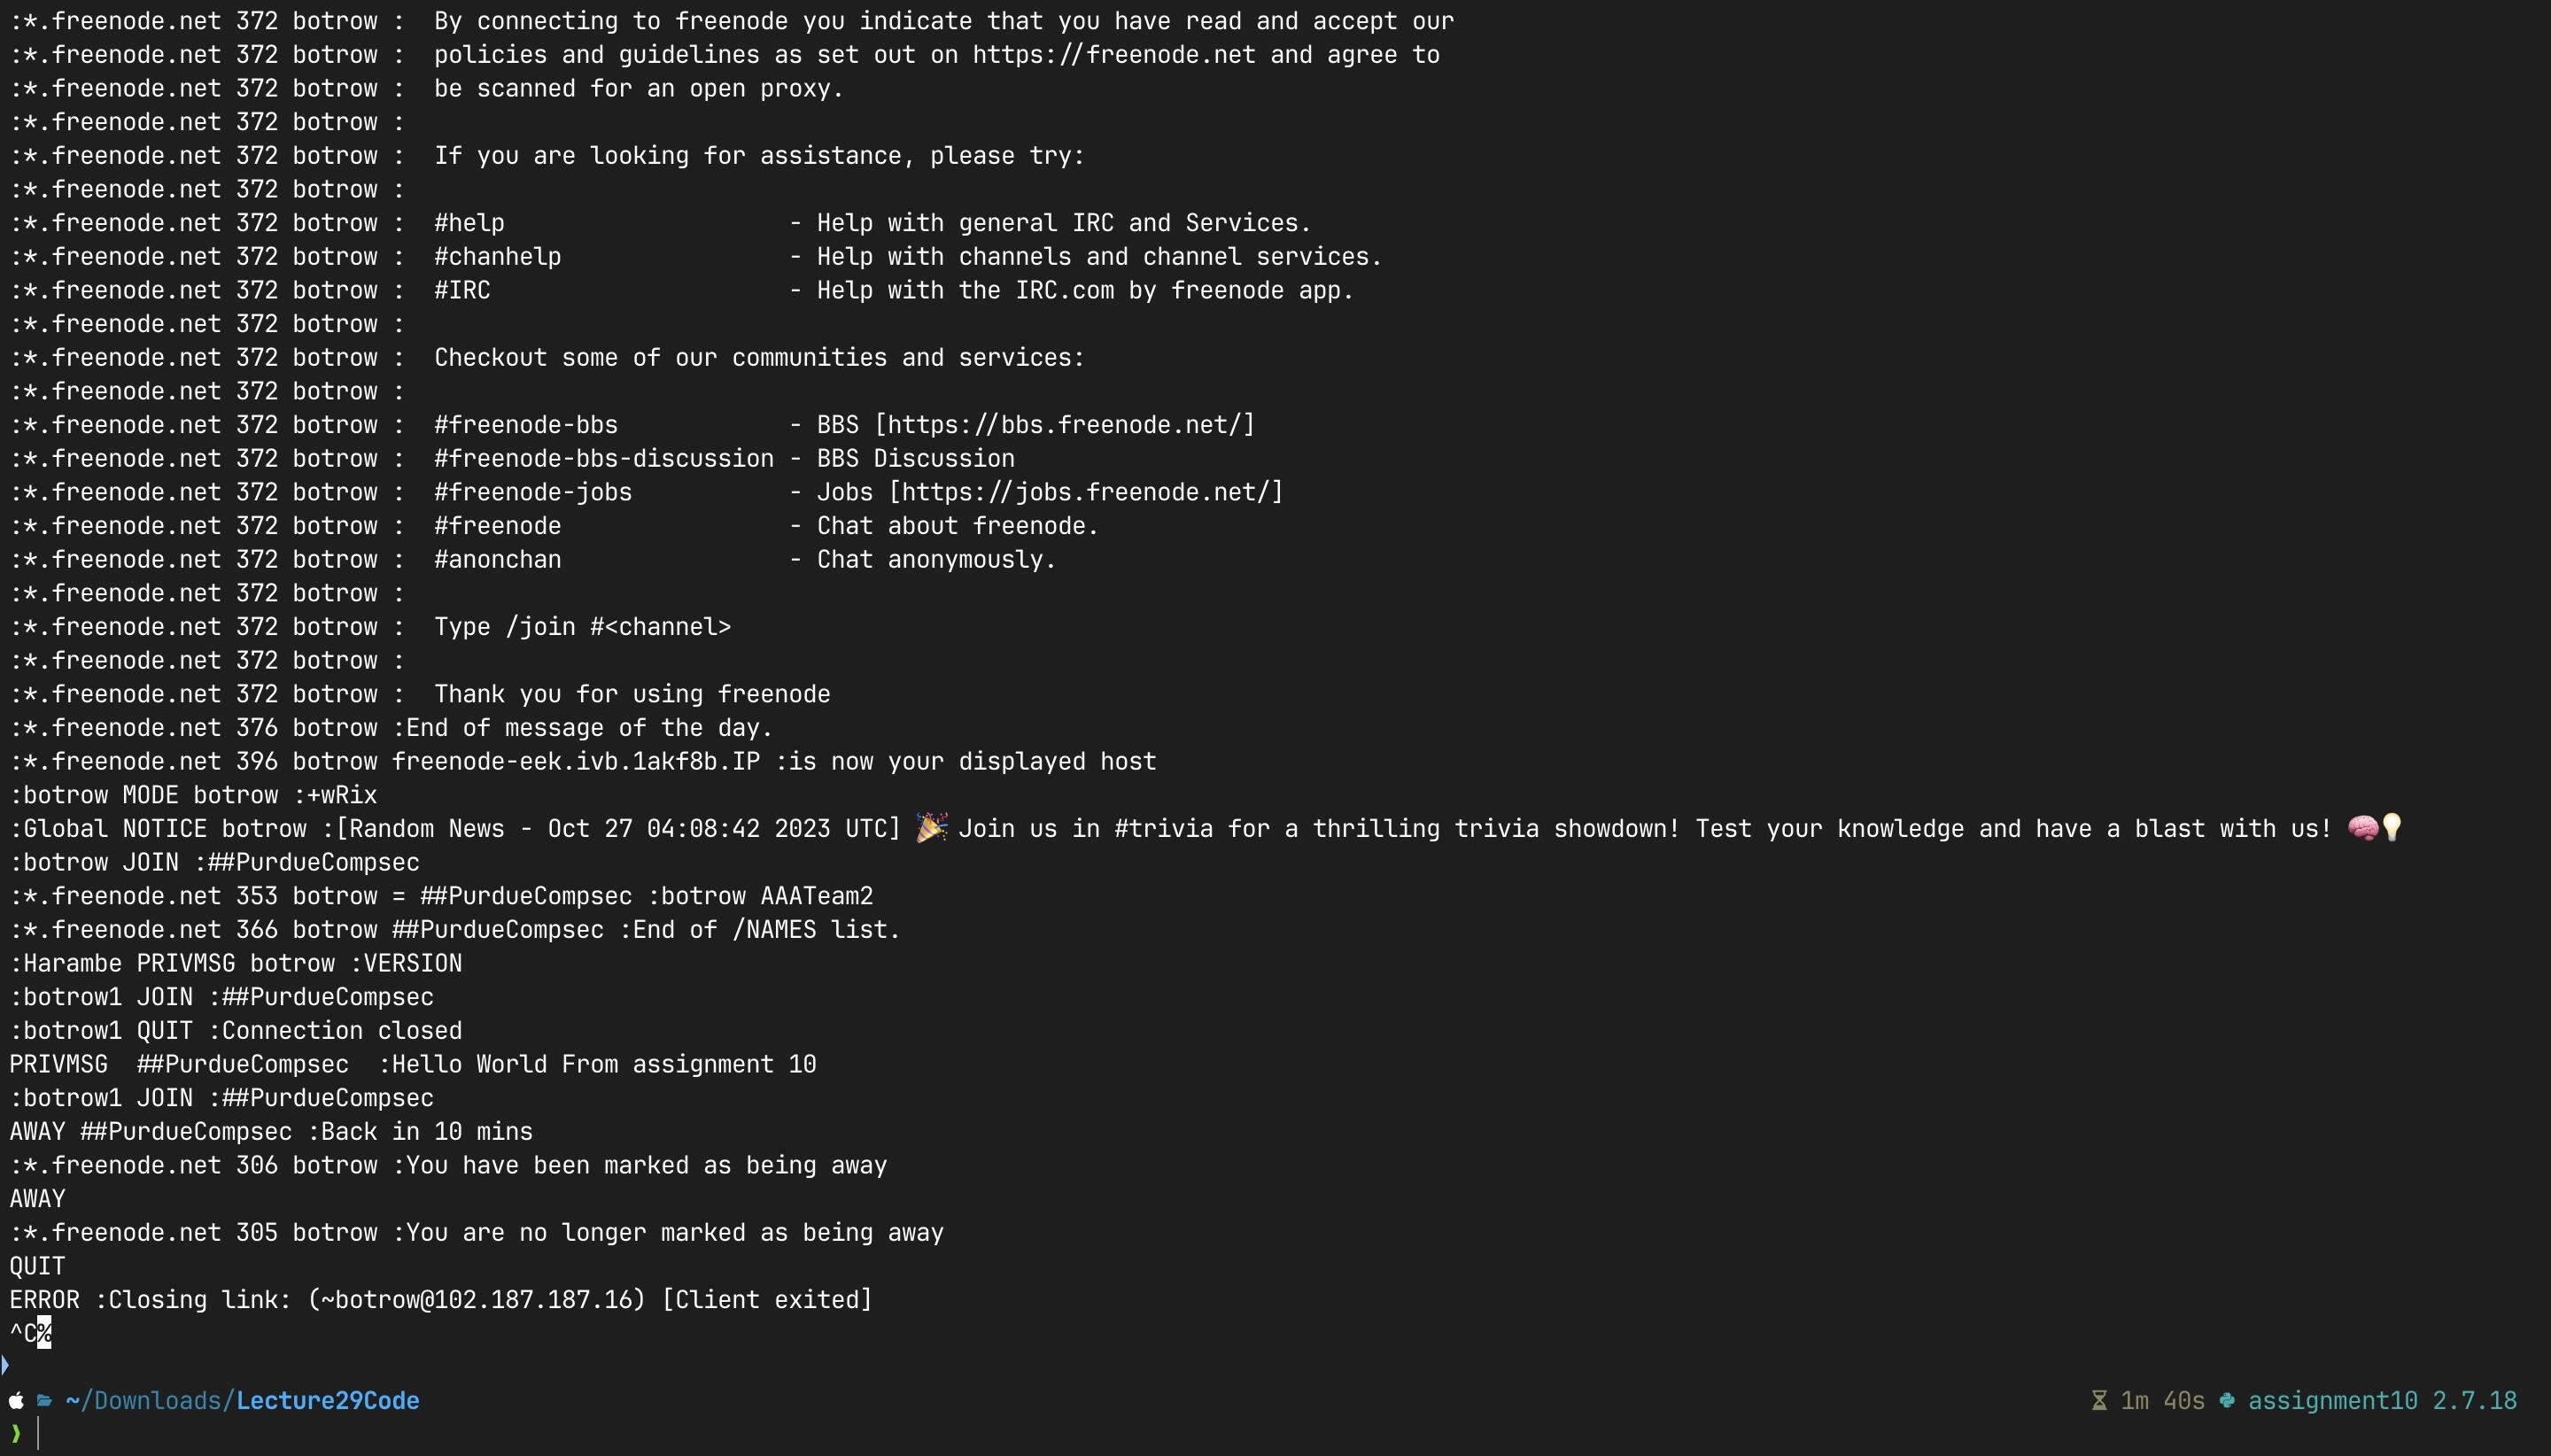 :*.freenode.net 372 botrow :  By connecting to freenode you indicate that you have read and accept our
:*.freenode.net 372 botrow :  policies and guidelines as set out on https://freenode.net and agree to
:*.freenode.net 372 botrow :  be scanned for an open proxy.
:*.freenode.net 372 botrow :
:*.freenode.net 372 botrow :  If you are looking for assistance, please try:
:*.freenode.net 372 botrow :
:*.freenode.net 372 botrow :  #help                    - Help with general IRC and Services.
:*.freenode.net 372 botrow :  #chanhelp                - Help with channels and channel services.
:*.freenode.net 372 botrow :  #IRC                     - Help with the IRC.com by freenode app.
:*.freenode.net 372 botrow :
:*.freenode.net 372 botrow :  Checkout some of our communities and services:
:*.freenode.net 372 botrow :
:*.freenode.net 372 botrow :  #freenode-bbs            - BBS [https://bbs.freenode.net/]
:*.freenode.net 372 botrow :  #freenode-bbs-discussion - BBS Discussion
:*.freenode.net 372 botrow :  #freenode-jobs           - Jobs [https://jobs.freenode.net/]
:*.freenode.net 372 botrow :  #freenode                - Chat about freenode.
:*.freenode.net 372 botrow :  #anonchan                - Chat anonymously.
:*.freenode.net 372 botrow :
:*.freenode.net 372 botrow :  Type /join #<channel>
:*.freenode.net 372 botrow :
:*.freenode.net 372 botrow :  Thank you for using freenode
:*.freenode.net 376 botrow :End of message of the day.
:*.freenode.net 396 botrow freenode-eek.ivb.1akf8b.IP :is now your displayed host
:botrow MODE botrow :+wRix
:Global NOTICE botrow :[Random News - Oct 27 04:08:42 2023 UTC] 🎉 Join us in #trivia for a thrilling trivia showdown! Test your knowledge and have a blast with us! 🧠💡
:botrow JOIN :##PurdueCompsec
:*.freenode.net 353 botrow = ##PurdueCompsec :botrow AAATeam2
:*.freenode.net 366 botrow ##PurdueCompsec :End of /NAMES list.
:Harambe PRIVMSG botrow :VERSION
:botrow1 JOIN :##PurdueCompsec
:botrow1 QUIT :Connection closed
PRIVMSG  ##PurdueCompsec  :Hello World From assignment 10
:botrow1 JOIN :##PurdueCompsec
AWAY ##PurdueCompsec :Back in 10 mins
:*.freenode.net 306 botrow :You have been marked as being away
AWAY
:*.freenode.net 305 botrow :You are no longer marked as being away
QUIT
ERROR :Closing link: (~botrow@102.187.187.16) [Client exited]
^C%
~/Downloads/Lecture29Code 1m 40s assignment10 2.7.18
❯